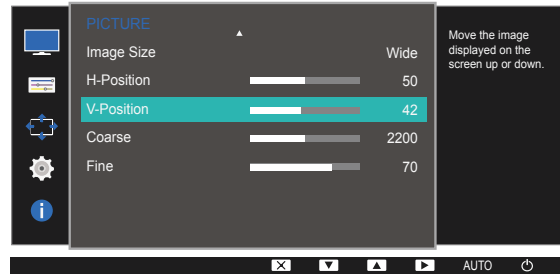 PICTURE
Image Size Wide
H-Position 50
V-Position 42
Coarse 2200
Fine 70
Move the image
displayed on the
screen up or down.
AUTO